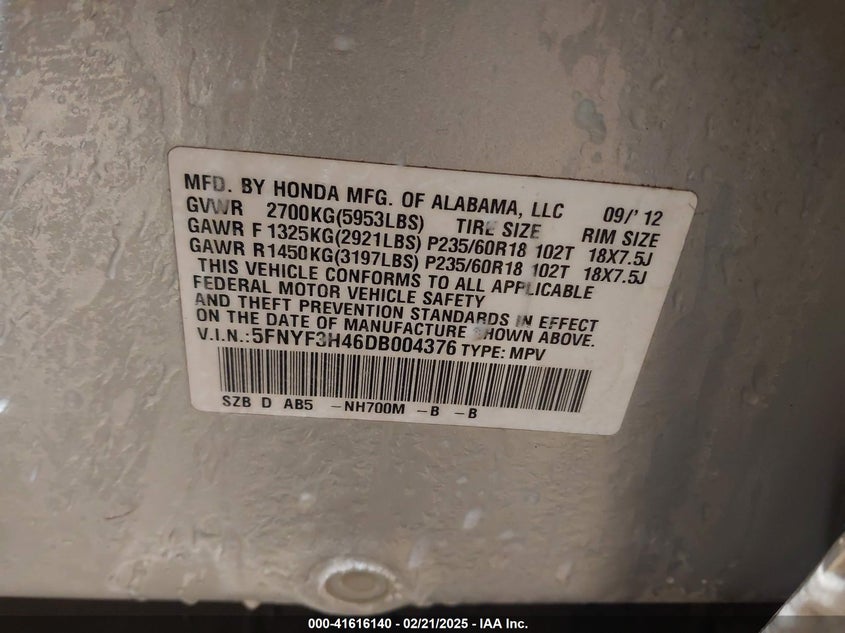 MFD. BY HONDA MFG. OF ALABAMA, LLC 09/'12
GVWR 2700KG(5953LBS) TIRE SIZE RIM SIZE
GAWR F 1325KG(2921LBS) P235/60R18 102T 18X7.5J
GAWR R1450KG(3197LBS) P235/60R18 102T 18X7.5J
THIS VEHICLE CONFORMS TO ALL APPLICABLE
FEDERAL MOTOR VEHICLE SAFETY
AND THEFT PREVENTION STANDARDS IN EFFECT
ON THE DATE OF MANUFACTURE SHOWN ABOVE.
V.I.N.:5FNYF3H46DB004376 TYPE: MPV
SZB D AB5 -NH700M -B -B
000-41616140 - 02/21/2025 - IAA Inc.